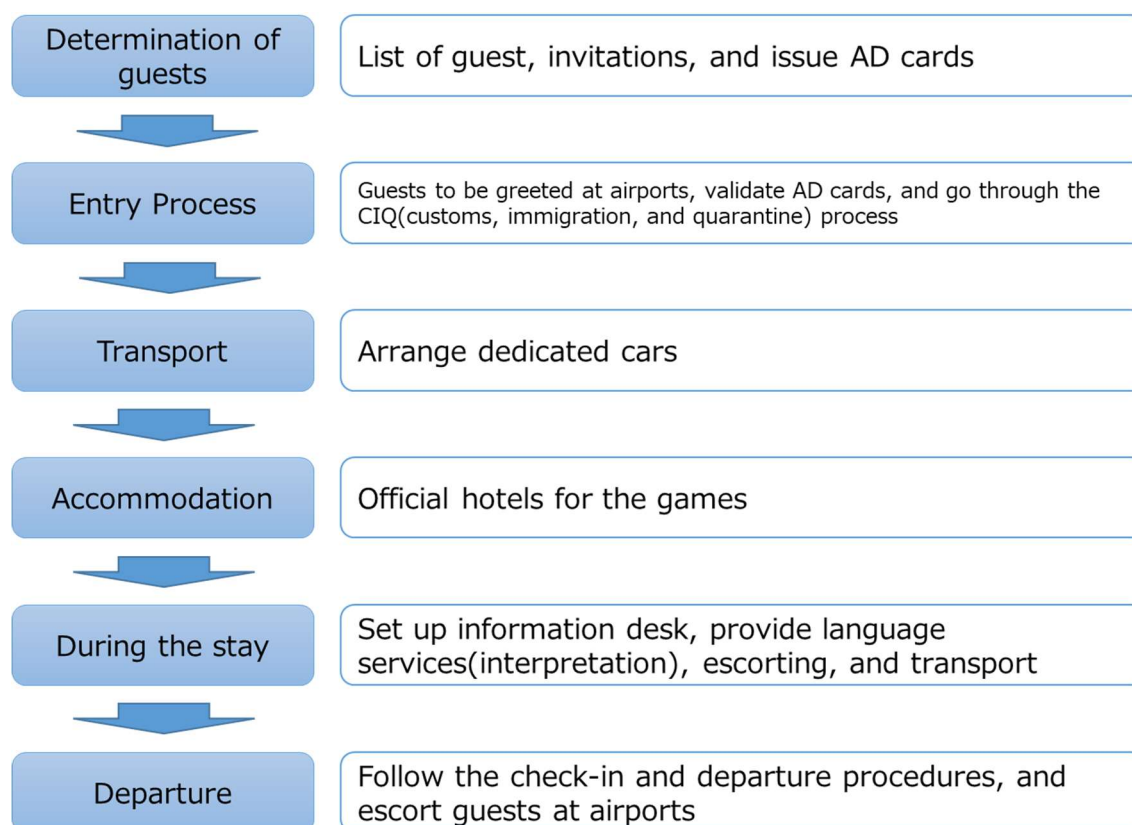 Determination of
guests
List of guest, invitations, and issue AD cards
Entry Process
Guests to be greeted at airports, validate AD cards, and go through the
CIQ(customs, immigration, and quarantine) process
Transport
Arrange dedicated cars
Accommodation
Official hotels for the games
During the stay
Set up information desk, provide language
services(interpretation), escorting, and transport
Departure
Follow the check-in and departure procedures, and
escort guests at airports